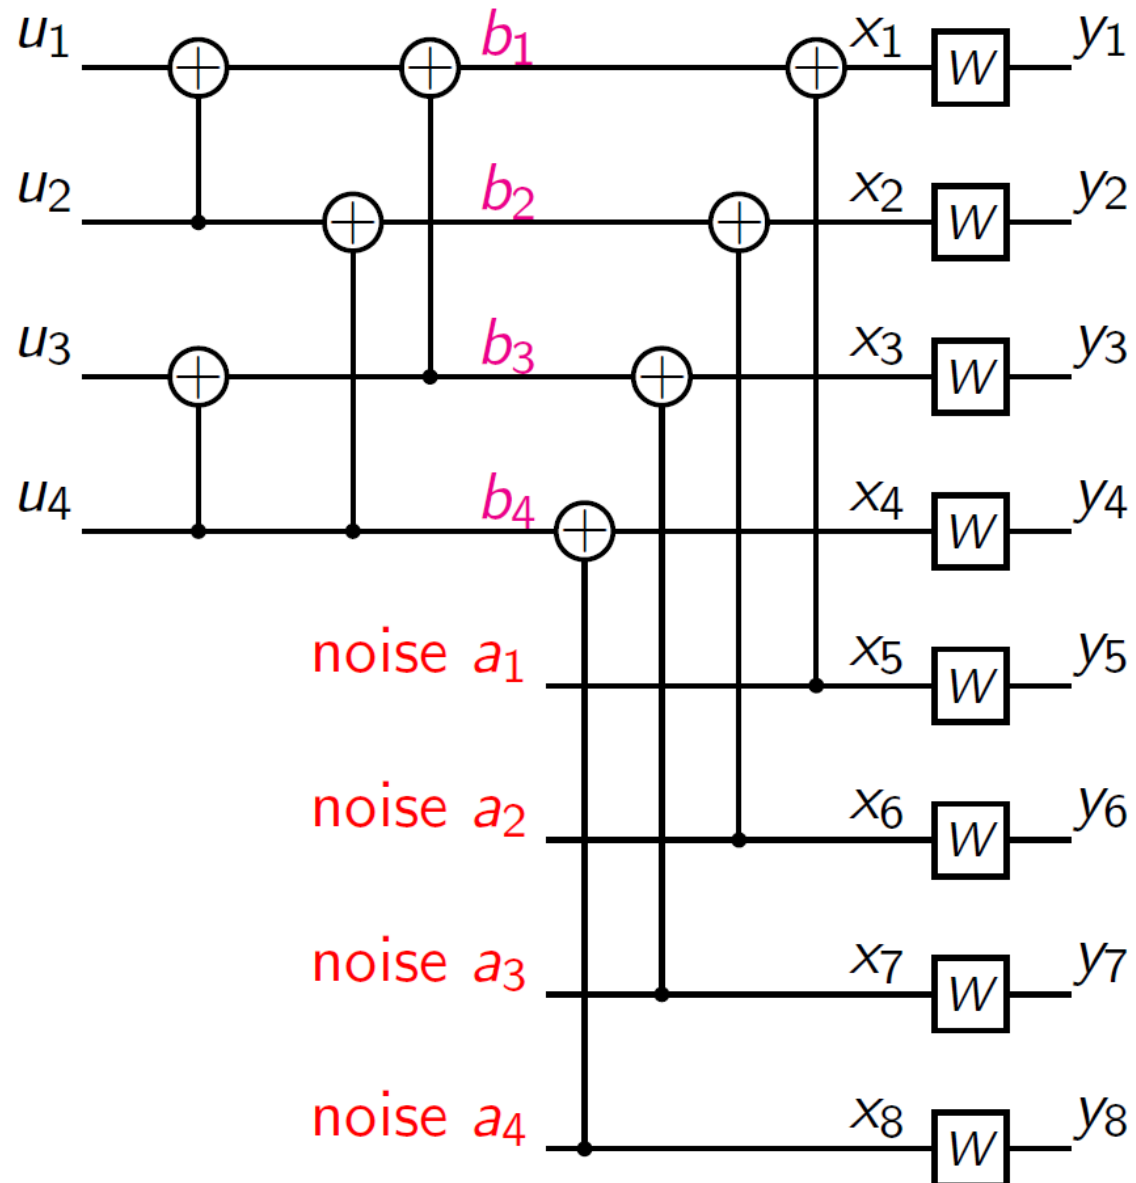 u1 b1 x1 W y1
u2 b2 x2 W y2
u3 b3 x3 W y3
u4 b4 x4 W y4
noise a1 x5 W y5
noise a2 x6 W y6
noise a3 x7 W y7
noise a4 x8 W y8